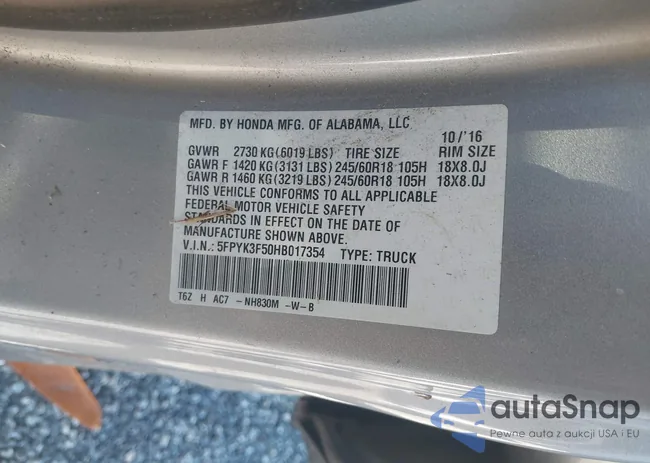 MFD. BY HONDA MFG. OF ALABAMA, LLC 10/'16
GVWR 2730 KG(6019 LBS) TIRE SIZE RIM SIZE
GAWR F 1420 KG(3131 LBS) 245/60R18 105H 18X8.0J
GAWR R 1460 KG(3219 LBS) 245/60R18 105H 18X8.0J
THIS VEHICLE CONFORMS TO ALL APPLICABLE
FEDERAL MOTOR VEHICLE SAFETY
STANDARDS IN EFFECT ON THE DATE OF
MANUFACTURE SHOWN ABOVE.
V.I.N.: 5FPYK3F50HB017354 TYPE: TRUCK
T6Z H AC7 -NH830M -W-B
autaSnap
Pewne auta z aukcji USA i EU